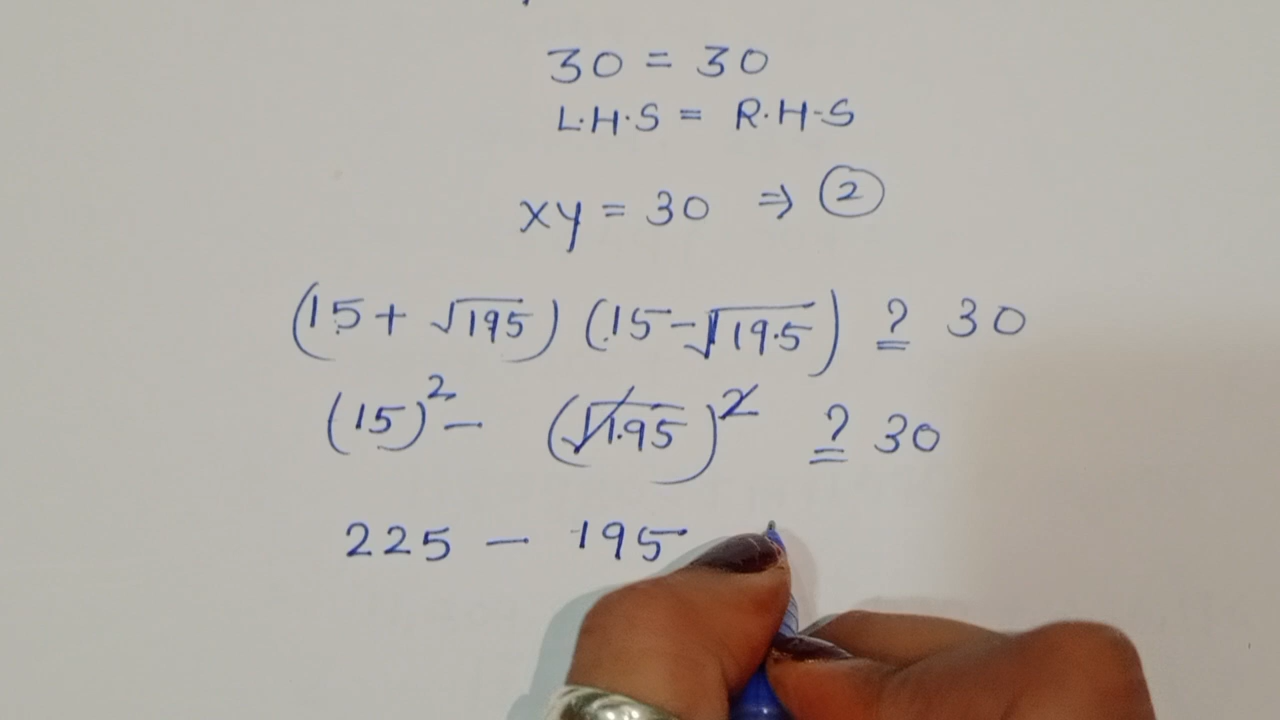 30 = 30
L.H.S = R.H.S
xy = 30 ⇒ ②
(15 + √195) (15 - √195) ≟ 30
(15)² - (√195)² ≟ 30
225 - 195